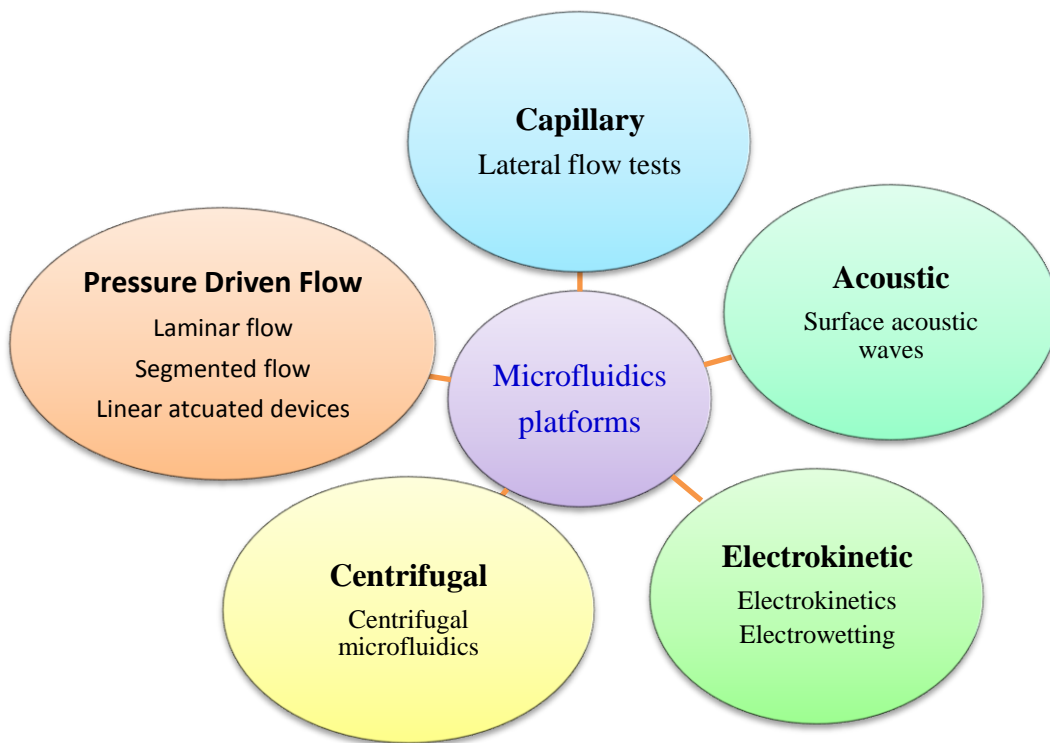 Capillary
Lateral flow tests
Acoustic
Surface acoustic
waves
Pressure Driven Flow
Laminar flow
Segmented flow
Linear atcuated devices
Microfluidics
platforms
Centrifugal
Centrifugal
microfluidics
Electrokinetic
Electrokinetics
Electrowetting